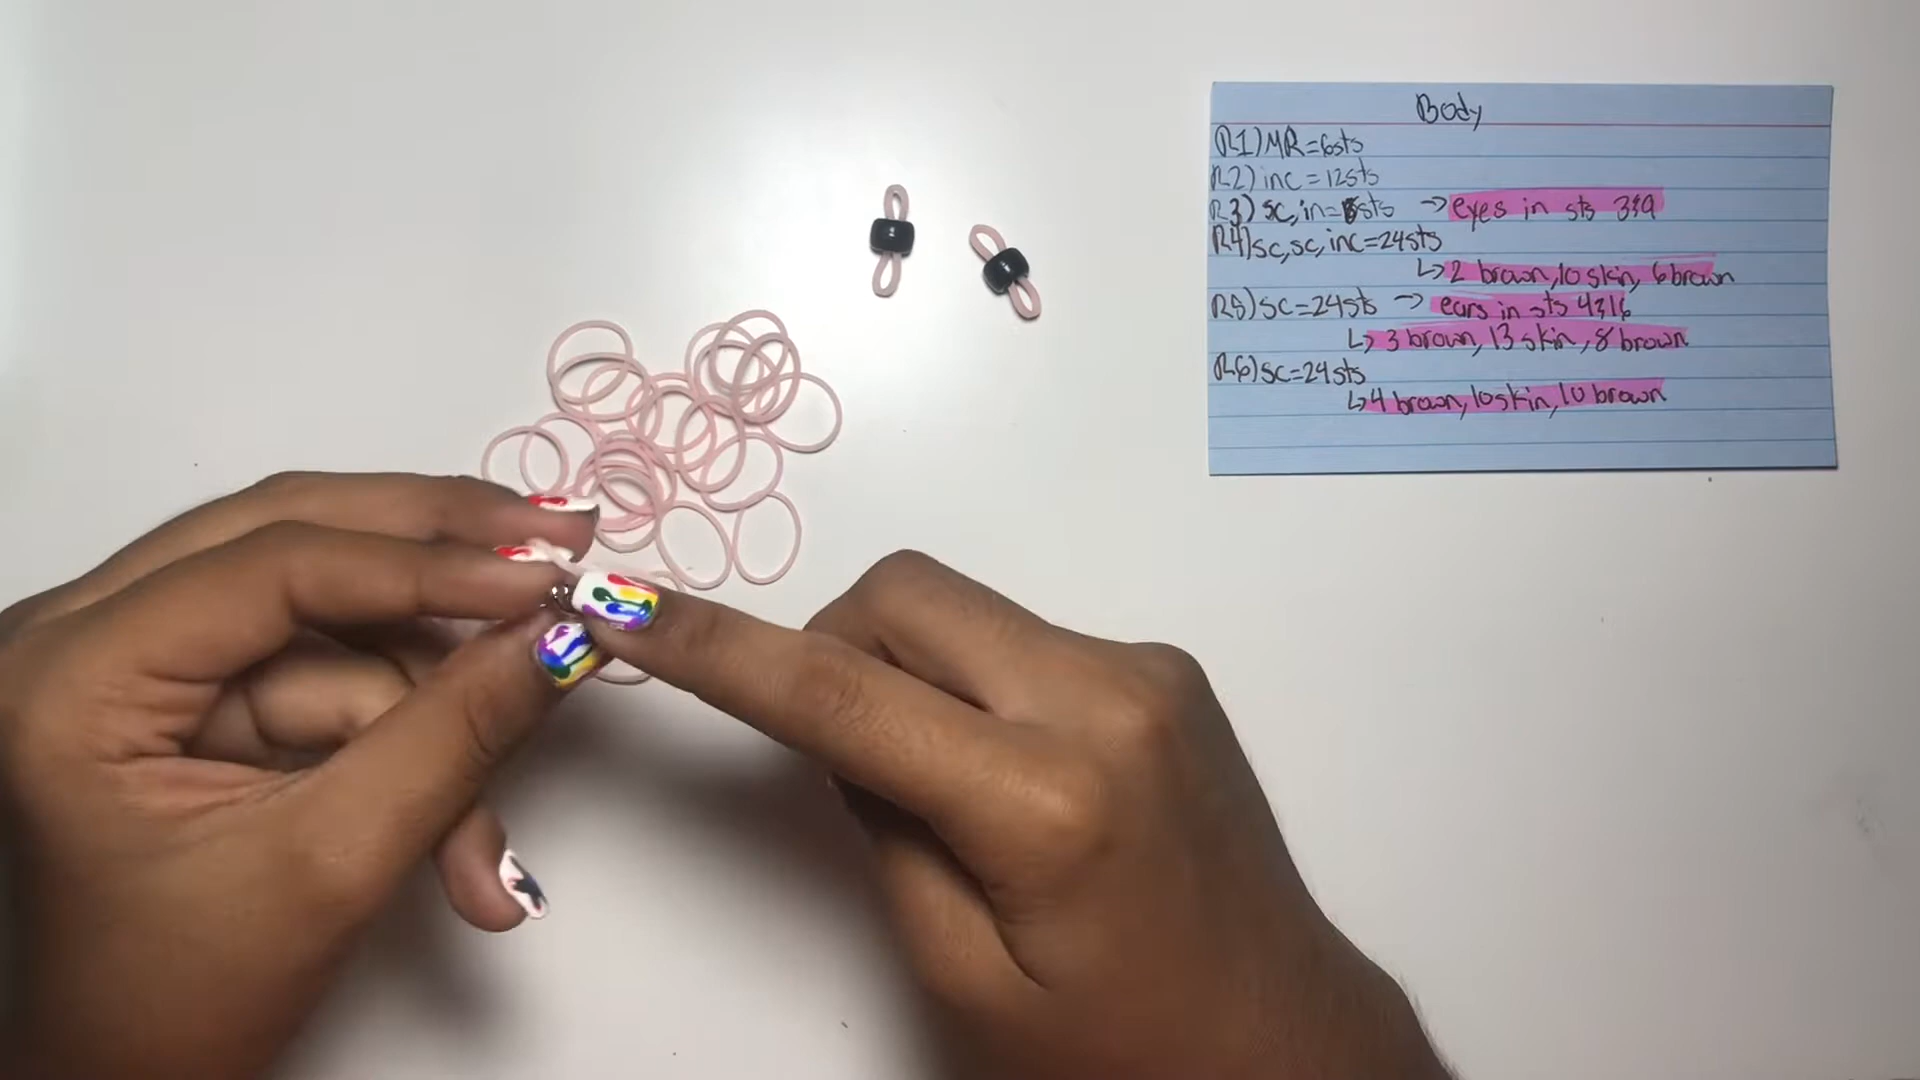 Body
R1) MR=6sts
R2) inc = 12sts
R3) sc, in= sts → eyes in sts 3&9
R4) sc, sc, inc=24sts
↳ 2 brown, 10 skin, 6 brown
R5) sc=24sts → ears in sts 4&16
↳ 3 brown, 13 skin, 8 brown
R6) sc=24sts
↳ 4 brown, 10 skin, 10 brown